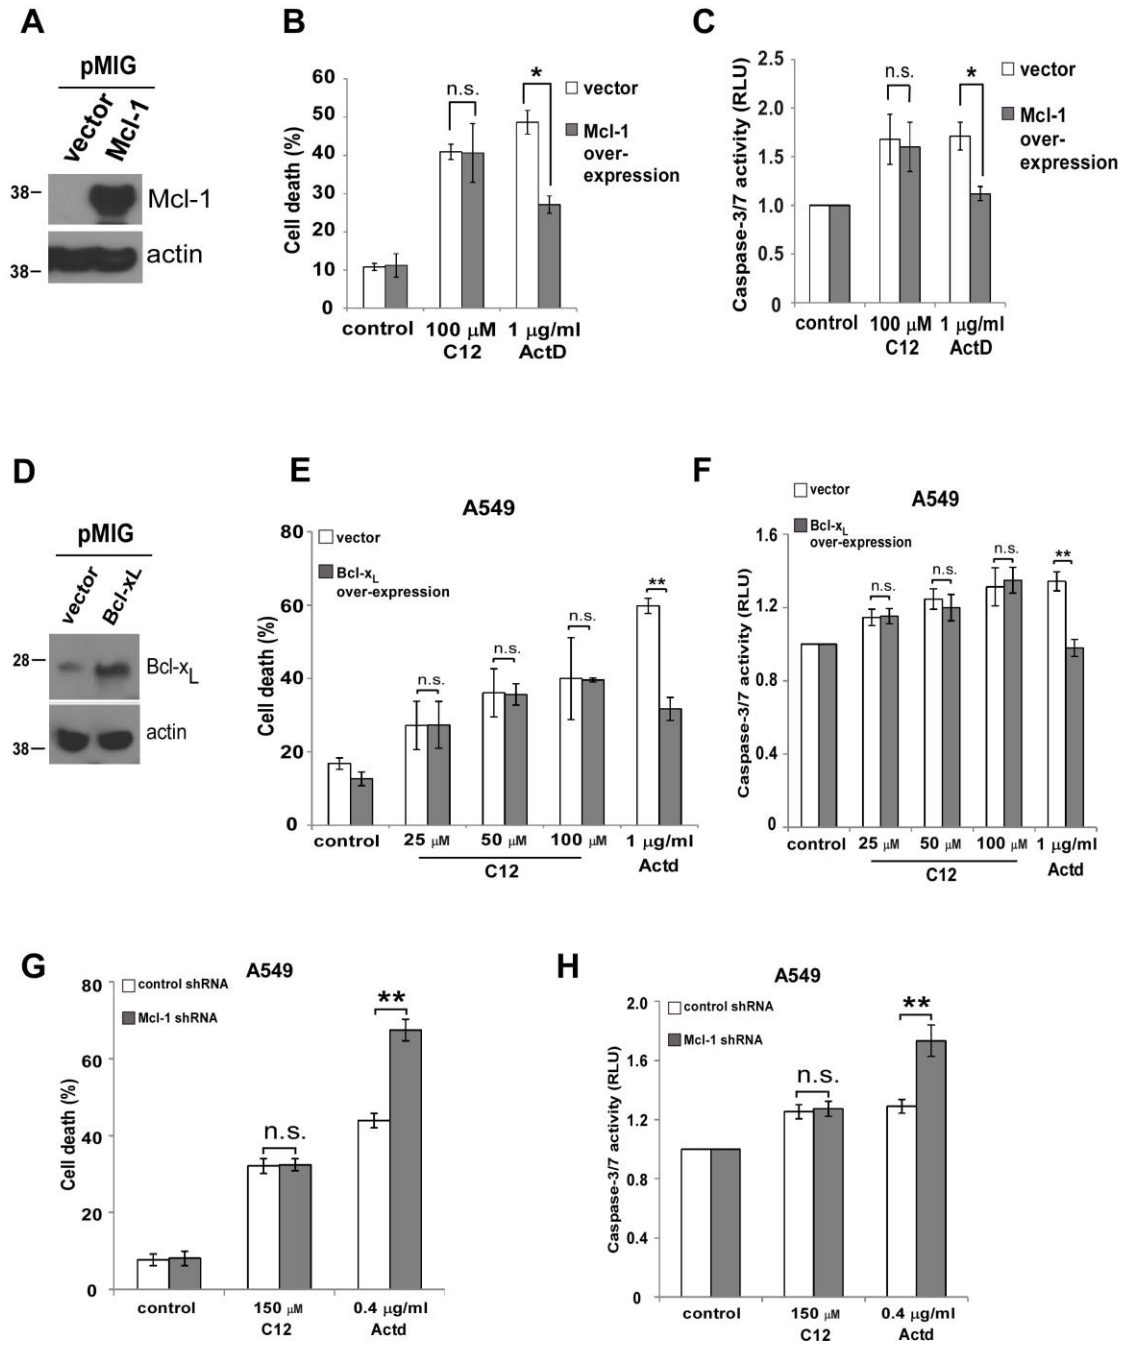 A
pMIG
vector
Mcl-1
38–
Mcl-1
actin
38–
B
60
50
40
30
20
10
0
Cell death (%)
n.s.
*
vector
Mcl-1
over-
expression
control
100 µM
C12
1 µg/ml
ActD
C
2.5
2.0
1.5
1.0
0.5
0
Caspase-3/7 activity (RLU)
n.s.
*
vector
Mcl-1
over-
expression
control
100 µM
C12
1 µg/ml
ActD
D
pMIG
vector
Bcl-xL
28–
Bcl-xL
actin
38–
E
A549
80
60
40
20
0
Cell death (%)
vector
Bcl-xL
over-expression
n.s.
n.s.
n.s.
**
control
25 µM
50 µM
100 µM
C12
1 µg/ml
Actd
F
A549
vector
Bcl-xL
over-expression
1.6
1.2
0.8
0.4
0
Caspase-3/7 activity (RLU)
n.s.
n.s.
n.s.
**
control
25 µM
50 µM
100 µM
C12
1 µg/ml
Actd
G
A549
80
60
40
20
0
Cell death (%)
control shRNA
Mcl-1 shRNA
n.s.
**
control
150 µM
C12
0.4 µg/ml
Actd
H
A549
2.0
1.6
1.2
0.8
0.4
0
Caspase-3/7 activity (RLU)
control shRNA
Mcl-1 shRNA
n.s.
**
control
150 µM
C12
0.4 µg/ml
Actd